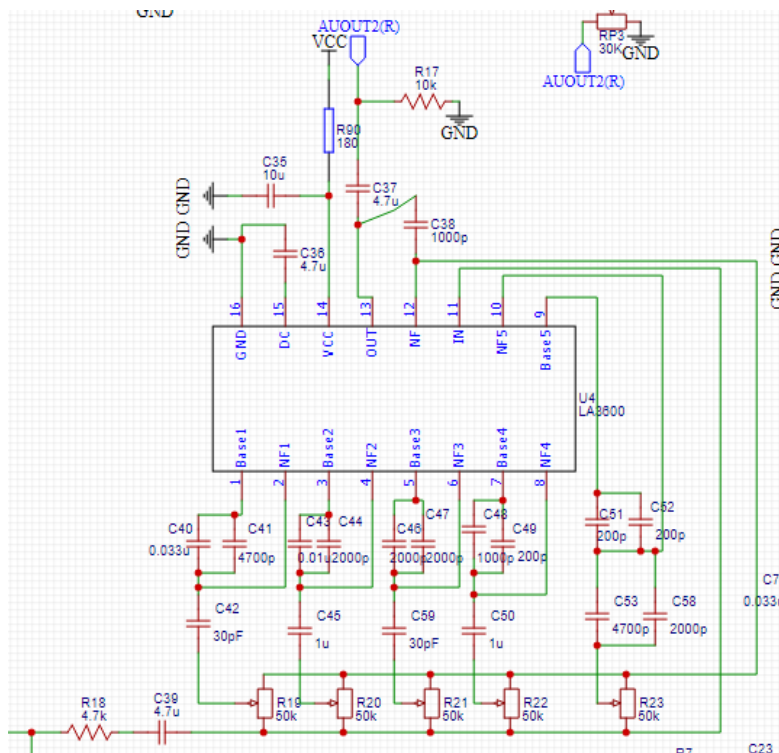 GND
AUOUT2(R)
VCC
RP3
30K
GND
AUOUT2(R)
R17
10k
GND
R90
180
C35
10u
GND
C37
4.7u
C38
1000p
GND
C36
4.7u
GND
GND
16
15
14
13
12
11
10
9
GND
DC
VCC
OUT
NF
IN
NF5
Base5
U4
LA3600
Base1
NF1
Base2
NF2
Base3
NF3
Base4
NF4
1
2
3
4
5
6
7
8
C40
0.033u
C41
4700p
C43
0.01u
C44
2000p
C46
2000p
C47
2000p
C48
1000p
C49
200p
C51
200p
C52
200p
C42
30pF
C45
1u
C59
30pF
C50
1u
C53
4700p
C58
2000p
C7
0.033u
R19
50k
R20
50k
R21
50k
R22
50k
R23
50k
R18
4.7k
C39
4.7u
R7
C23